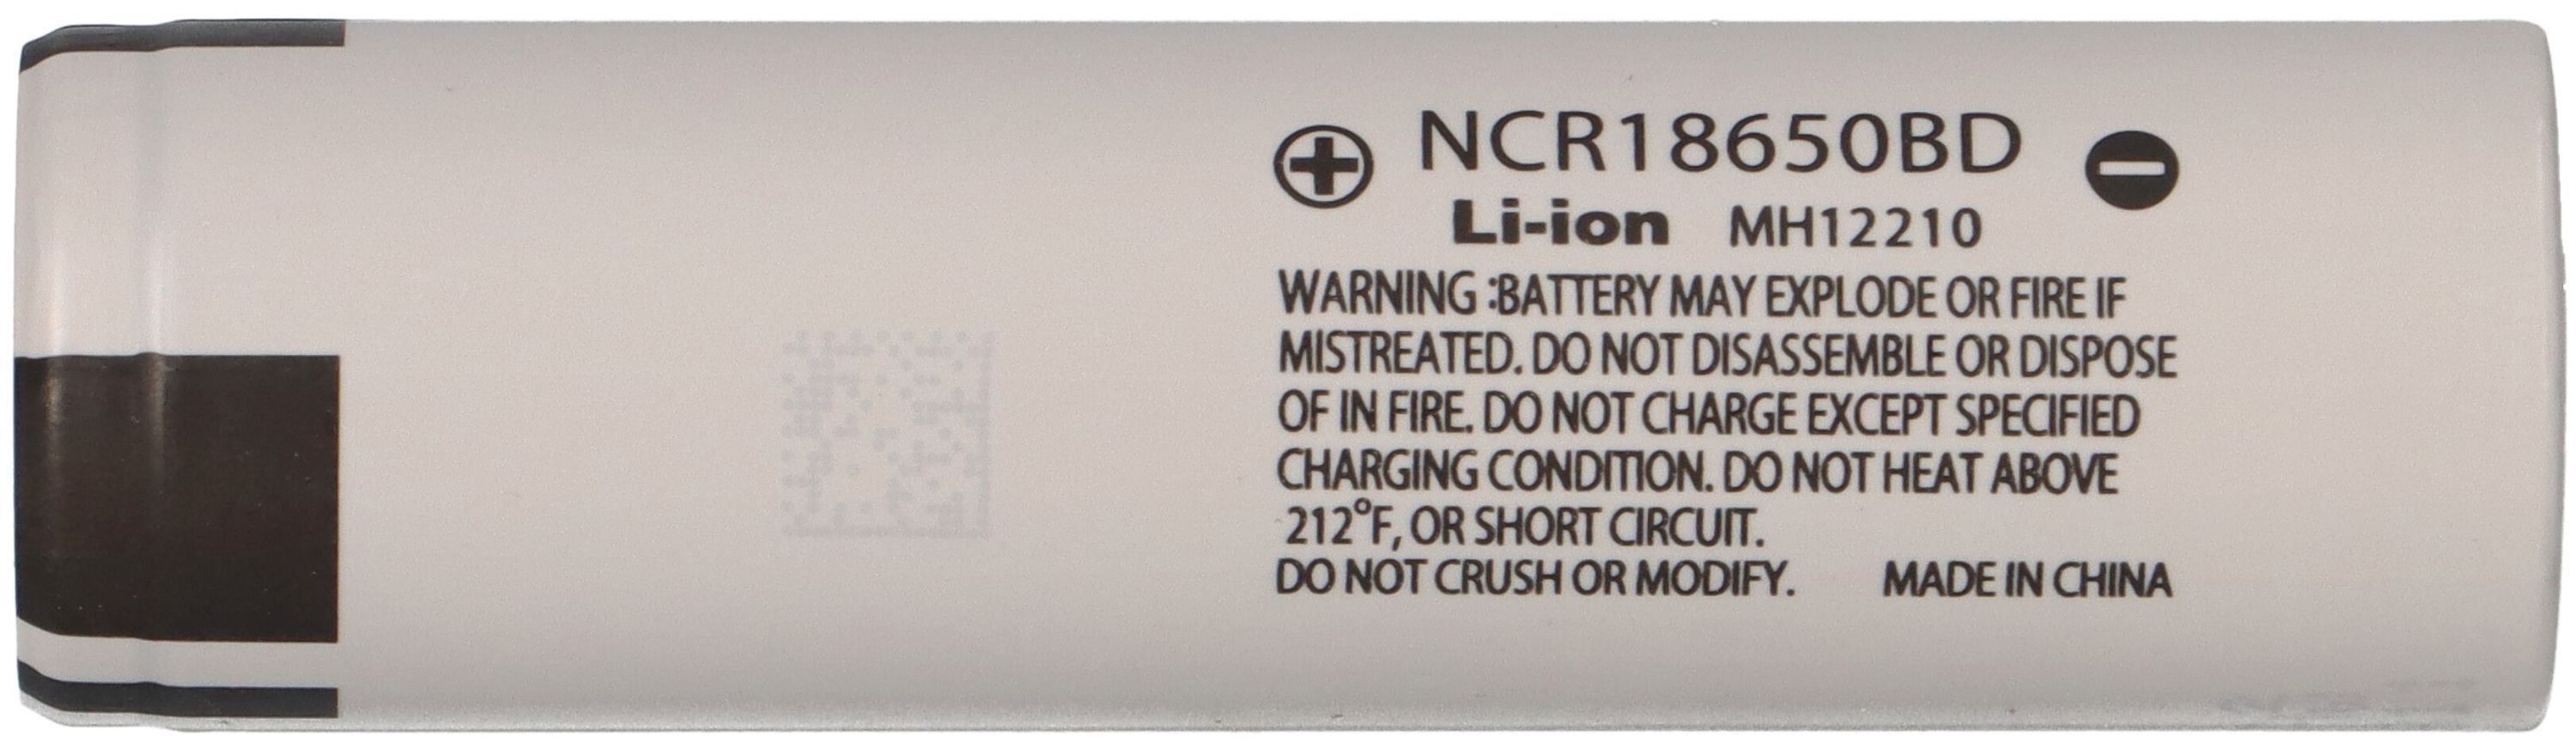 NCR18650BD
Li-ion MH12210
WARNING :BATTERY MAY EXPLODE OR FIRE IF
MISTREATED. DO NOT DISASSEMBLE OR DISPOSE
OF IN FIRE. DO NOT CHARGE EXCEPT SPECIFIED
CHARGING CONDITION. DO NOT HEAT ABOVE
212°F, OR SHORT CIRCUIT.
DO NOT CRUSH OR MODIFY. MADE IN CHINA